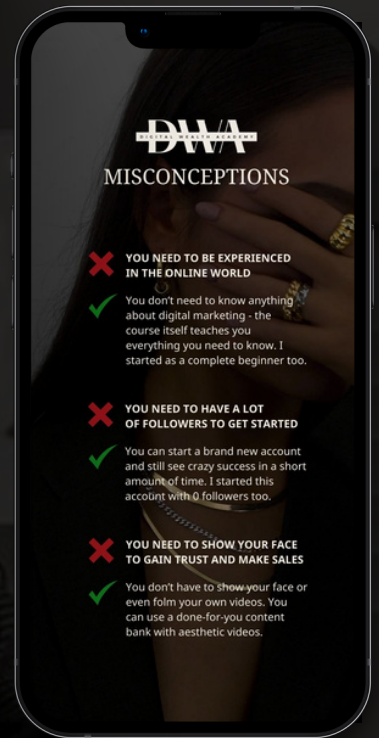 DWA
DIGITAL WEALTH ACADEMY
MISCONCEPTIONS
YOU NEED TO BE EXPERIENCED
IN THE ONLINE WORLD
You don't need to know anything
about digital marketing - the
course itself teaches you
everything you need to know. I
started as a complete beginner too.
YOU NEED TO HAVE A LOT
OF FOLLOWERS TO GET STARTED
You can start a brand new account
and still see crazy success in a short
amount of time. I started this
account with 0 followers too.
YOU NEED TO SHOW YOUR FACE
TO GAIN TRUST AND MAKE SALES
You don't have to show your face or
even folm your own videos. You
can use a done-for-you content
bank with aesthetic videos.